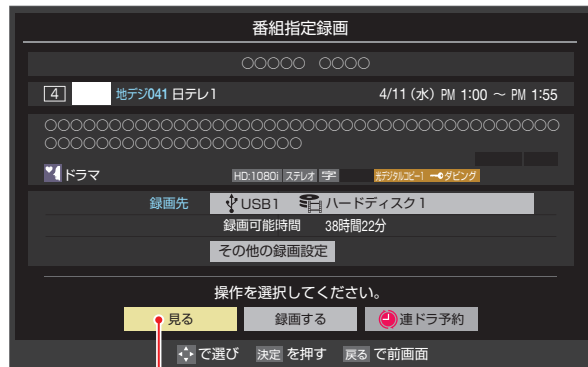 番組指定録画
○○○○○ ○○○○
4 地デジ041 日テレ1 4/11 (水) PM 1:00 ～ PM 1:55
○○○○○○○○○○○○○○○○○○○○○○○○○○○○○○○○○○○○○○○○
○○○○○○○○○○○○○○○○○○○○
ドラマ HD:1080i ステレオ 字 光デジタルコピー1 ダビング
録画先 USB1 ハードディスク1
録画可能時間 38時間22分
その他の録画設定
操作を選択してください。
見る 録画する 連ドラ予約
で選び 決定 を押す 戻る で前画面